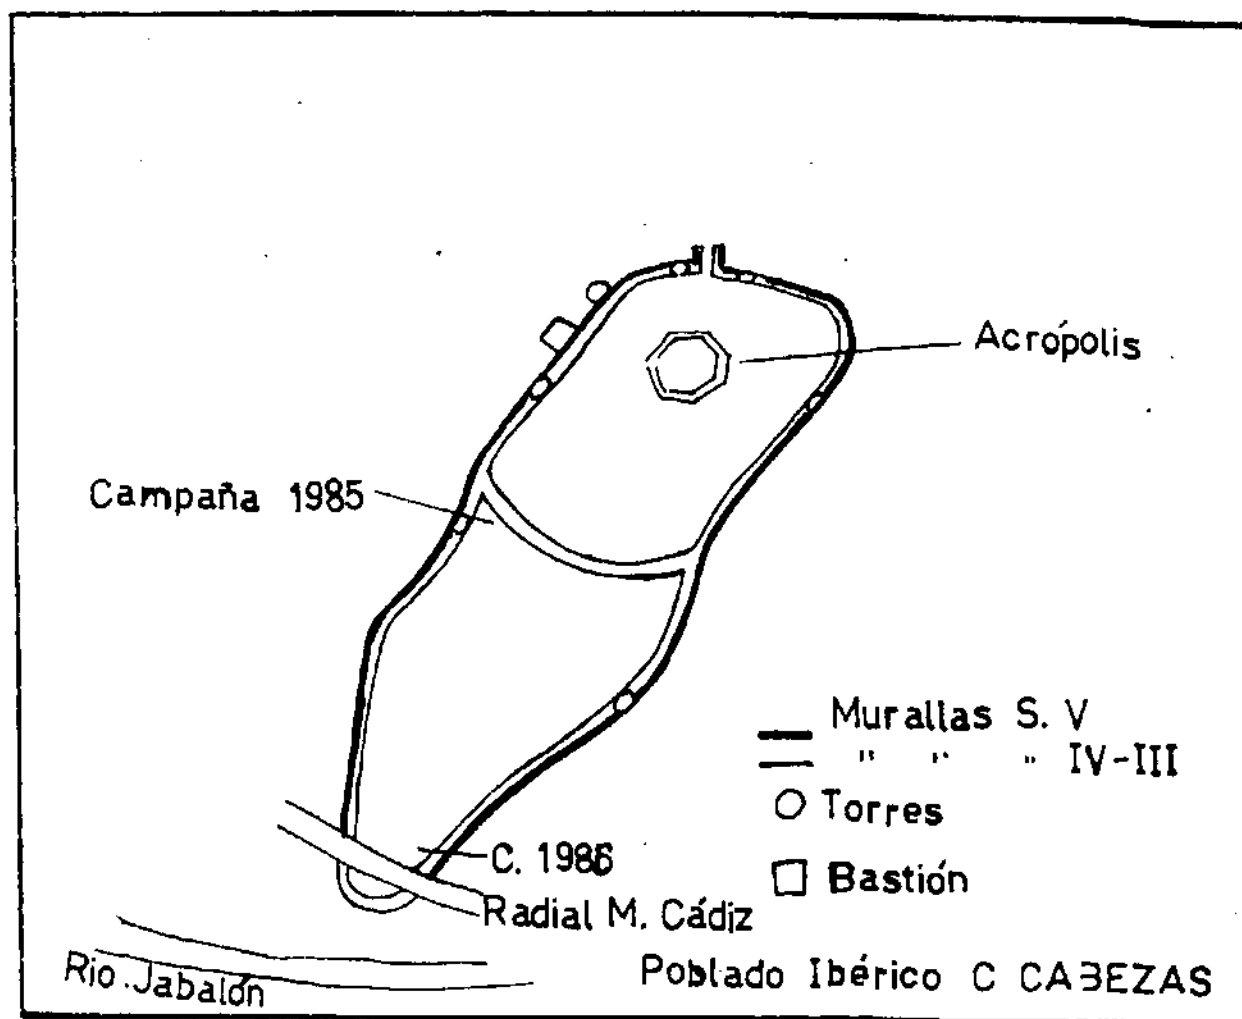 Acrópolis
Campaña 1985
Murallas S. V
" " " IV-III
Torres
C. 1986
Bastión
Radial M. Cádiz
Rio Jabalón
Poblado Ibérico C CABEZAS